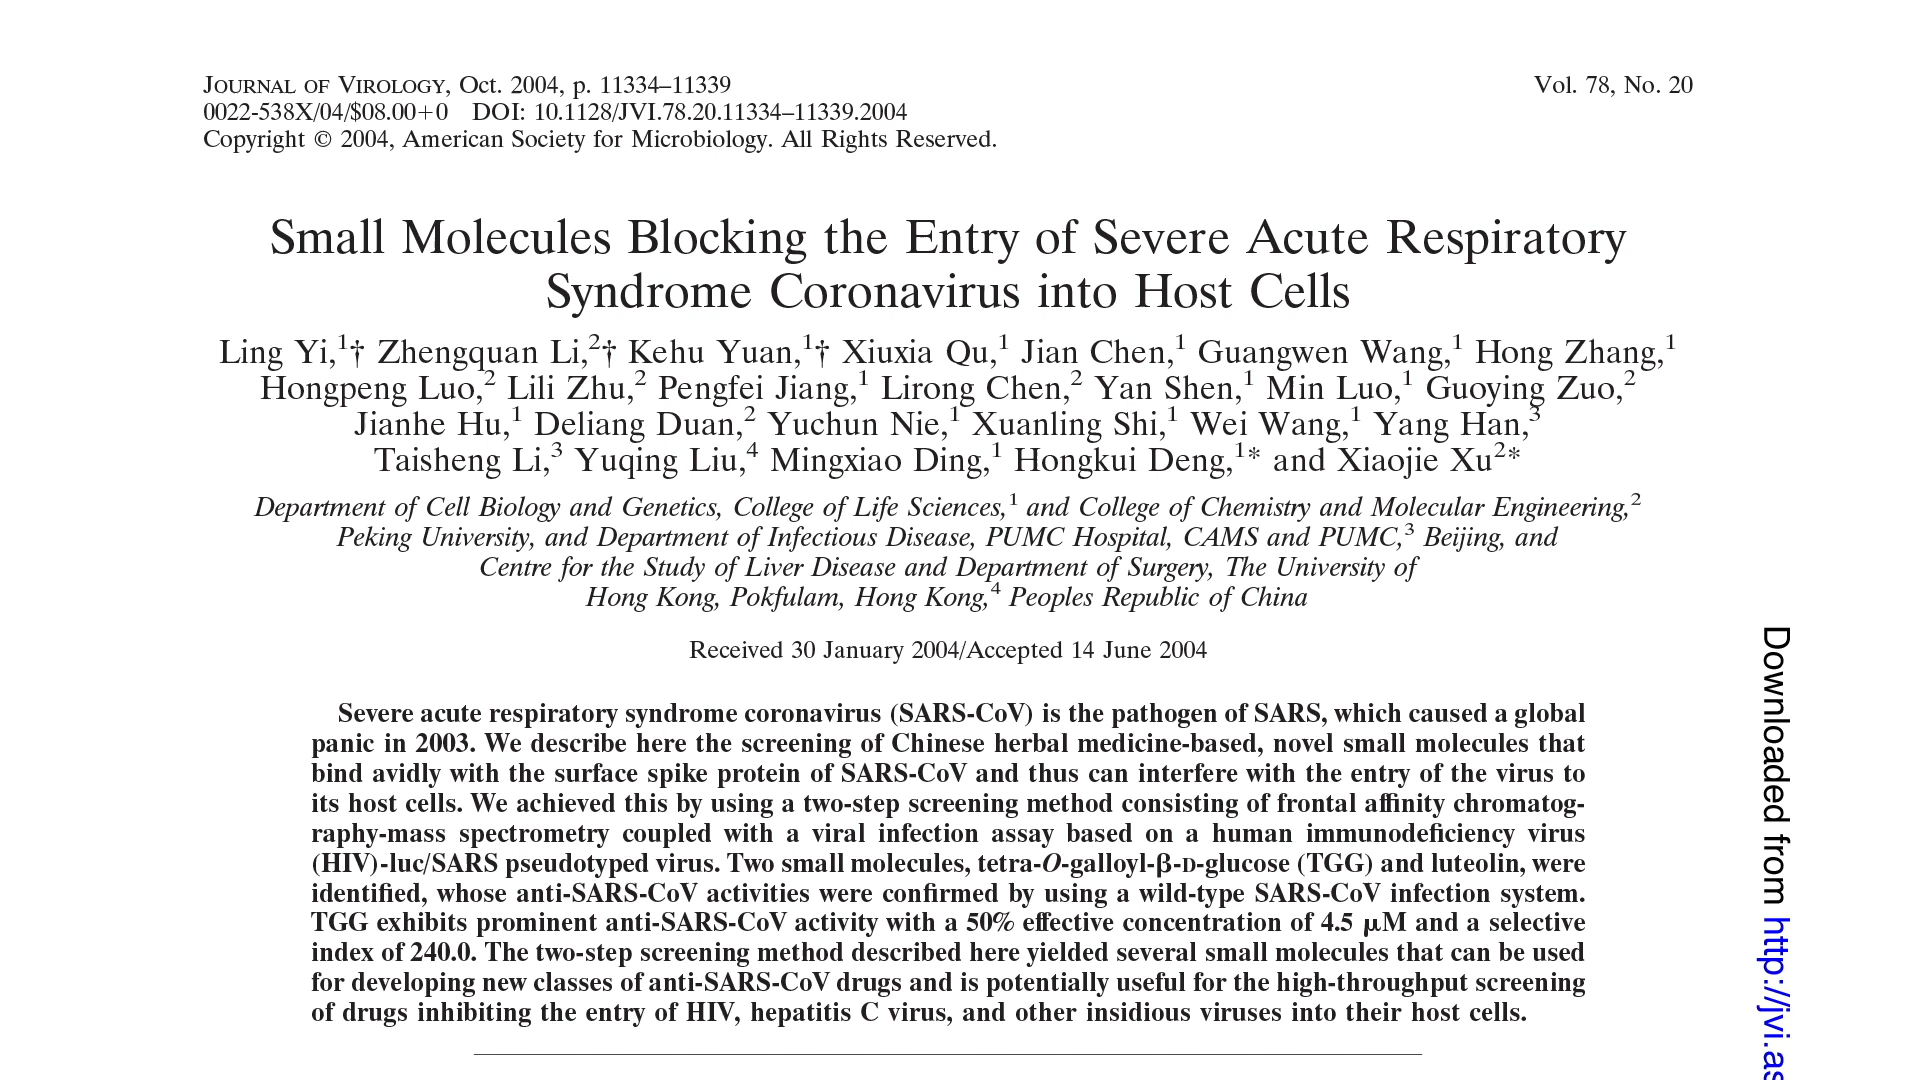 JOURNAL OF VIROLOGY, Oct. 2004, p. 11334–11339 Vol. 78, No. 20
0022-538X/04/$08.00+0 DOI: 10.1128/JVI.78.20.11334–11339.2004
Copyright © 2004, American Society for Microbiology. All Rights Reserved.
Small Molecules Blocking the Entry of Severe Acute Respiratory
Syndrome Coronavirus into Host Cells
Ling Yi,1† Zhengquan Li,2† Kehu Yuan,1† Xiuxia Qu,1 Jian Chen,1 Guangwen Wang,1 Hong Zhang,1
Hongpeng Luo,2 Lili Zhu,2 Pengfei Jiang,1 Lirong Chen,2 Yan Shen,1 Min Luo,1 Guoying Zuo,2
Jianhe Hu,1 Deliang Duan,2 Yuchun Nie,1 Xuanling Shi,1 Wei Wang,1 Yang Han,3
Taisheng Li,3 Yuqing Liu,4 Mingxiao Ding,1 Hongkui Deng,1* and Xiaojie Xu2*
Department of Cell Biology and Genetics, College of Life Sciences,1 and College of Chemistry and Molecular Engineering,2
Peking University, and Department of Infectious Disease, PUMC Hospital, CAMS and PUMC,3 Beijing, and
Centre for the Study of Liver Disease and Department of Surgery, The University of
Hong Kong, Pokfulam, Hong Kong,4 Peoples Republic of China
Received 30 January 2004/Accepted 14 June 2004
Severe acute respiratory syndrome coronavirus (SARS-CoV) is the pathogen of SARS, which caused a global
panic in 2003. We describe here the screening of Chinese herbal medicine-based, novel small molecules that
bind avidly with the surface spike protein of SARS-CoV and thus can interfere with the entry of the virus to
its host cells. We achieved this by using a two-step screening method consisting of frontal affinity chromatog-
raphy-mass spectrometry coupled with a viral infection assay based on a human immunodeficiency virus
(HIV)-luc/SARS pseudotyped virus. Two small molecules, tetra-O-galloyl-β-D-glucose (TGG) and luteolin, were
identified, whose anti-SARS-CoV activities were confirmed by using a wild-type SARS-CoV infection system.
TGG exhibits prominent anti-SARS-CoV activity with a 50% effective concentration of 4.5 μM and a selective
index of 240.0. The two-step screening method described here yielded several small molecules that can be used
for developing new classes of anti-SARS-CoV drugs and is potentially useful for the high-throughput screening
of drugs inhibiting the entry of HIV, hepatitis C virus, and other insidious viruses into their host cells.
Downloaded from http://jvi.as